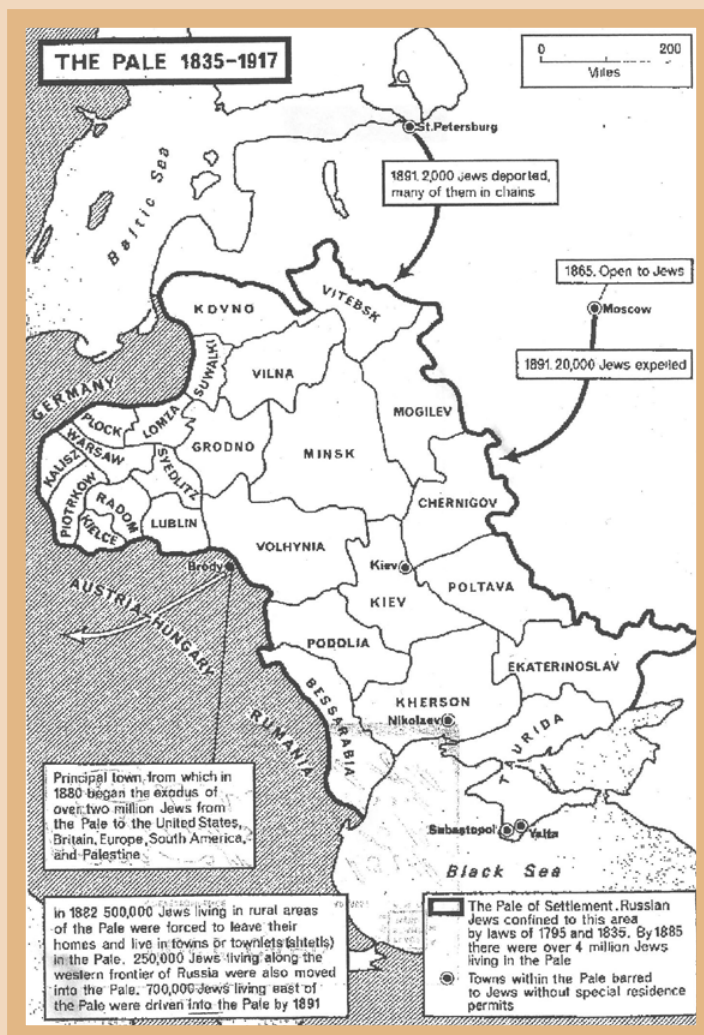 THE PALE 1835–1917
0 200
Miles
St.Petersburg
1891. 2,000 Jews deported,
many of them in chains
Baltic Sea
1865. Open to Jews
Moscow
1891. 20,000 Jews expelled
KOVNO
VITEBSK
SUWALKI
VILNA
MOGILEV
GERMANY
PLOCK
LOMZA
GRODNO
MINSK
WARSAW
KALISZ
SYEDLITZ
CHERNIGOV
PIOTRKOW
RADOM
KIELCE
LUBLIN
VOLHYNIA
Brody
Kiev
KIEV
POLTAVA
AUSTRIA-HUNGARY
PODOLIA
EKATERINOSLAV
BESSARABIA
KHERSON
Nikolaev
RUMANIA
TAURIDA
Principal town from which in
1880 began the exodus of
over two million Jews from
the Pale to the United States,
Britain, Europe, South America,
and Palestine
Sebastopol
Yalta
Black Sea
In 1882 500,000 Jews living in rural areas
of the Pale were forced to leave their
homes and live in towns or townlets (shtetls)
in the Pale. 250,000 Jews living along the
western frontier of Russia were also moved
into the Pale. 700,000 Jews living east of
the Pale were driven into the Pale by 1891
The Pale of Settlement. Russian
Jews confined to this area
by laws of 1795 and 1835. By 1885
there were over 4 million Jews
living in the Pale
Towns within the Pale barred
to Jews without special residence
permits